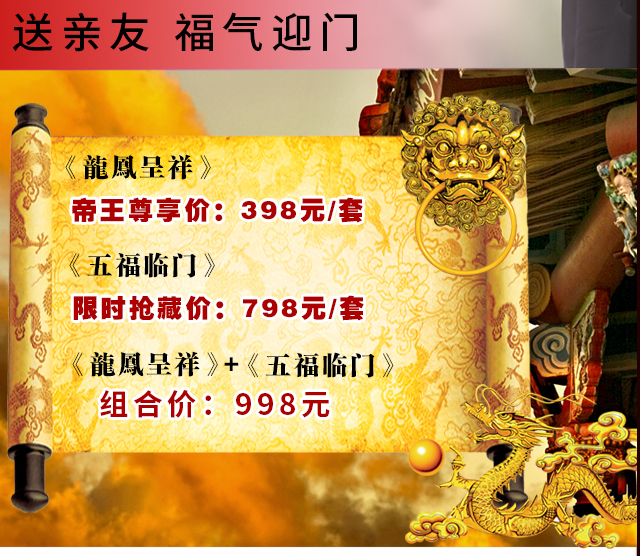 送亲友 福气迎门
《龍鳳呈祥》
帝王尊享价：398元/套
《五福临门》
限时抢藏价：798元/套
《龍鳳呈祥》+《五福临门》
组合价：998元